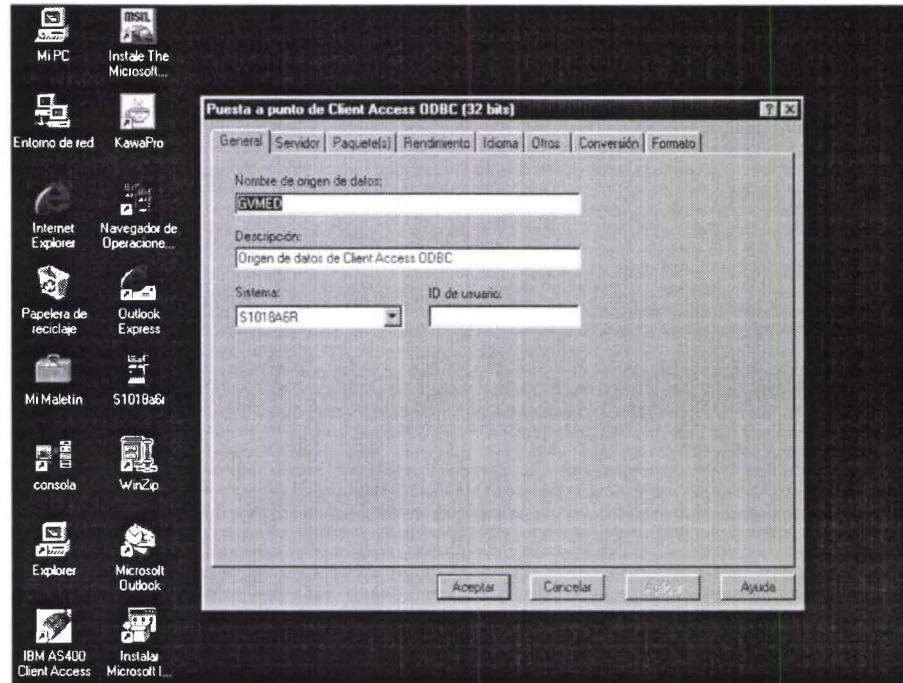 Mi PC
msn.
Instale The
Microsoft...
Entorno de red
KawaPro
Internet
Explorer
Navegador de
Operacione...
Papelera de
reciclaje
Outlook
Express
Mi Maletín
S1018a6r
consola
WinZip
Explorer
Microsoft
Outlook
IBM AS400
Client Access
Instalar
Microsoft I...
Puesta a punto de Client Access ODBC (32 bits)
General Servidor Paquete(s) Rendimiento Idioma Otros Conversión Formato
Nombre de origen de datos:
GVMED
Descripción:
Origen de datos de Client Access ODBC
Sistema: ID de usuario:
S1018A6R
Aceptar Cancelar Aplicar Ayuda